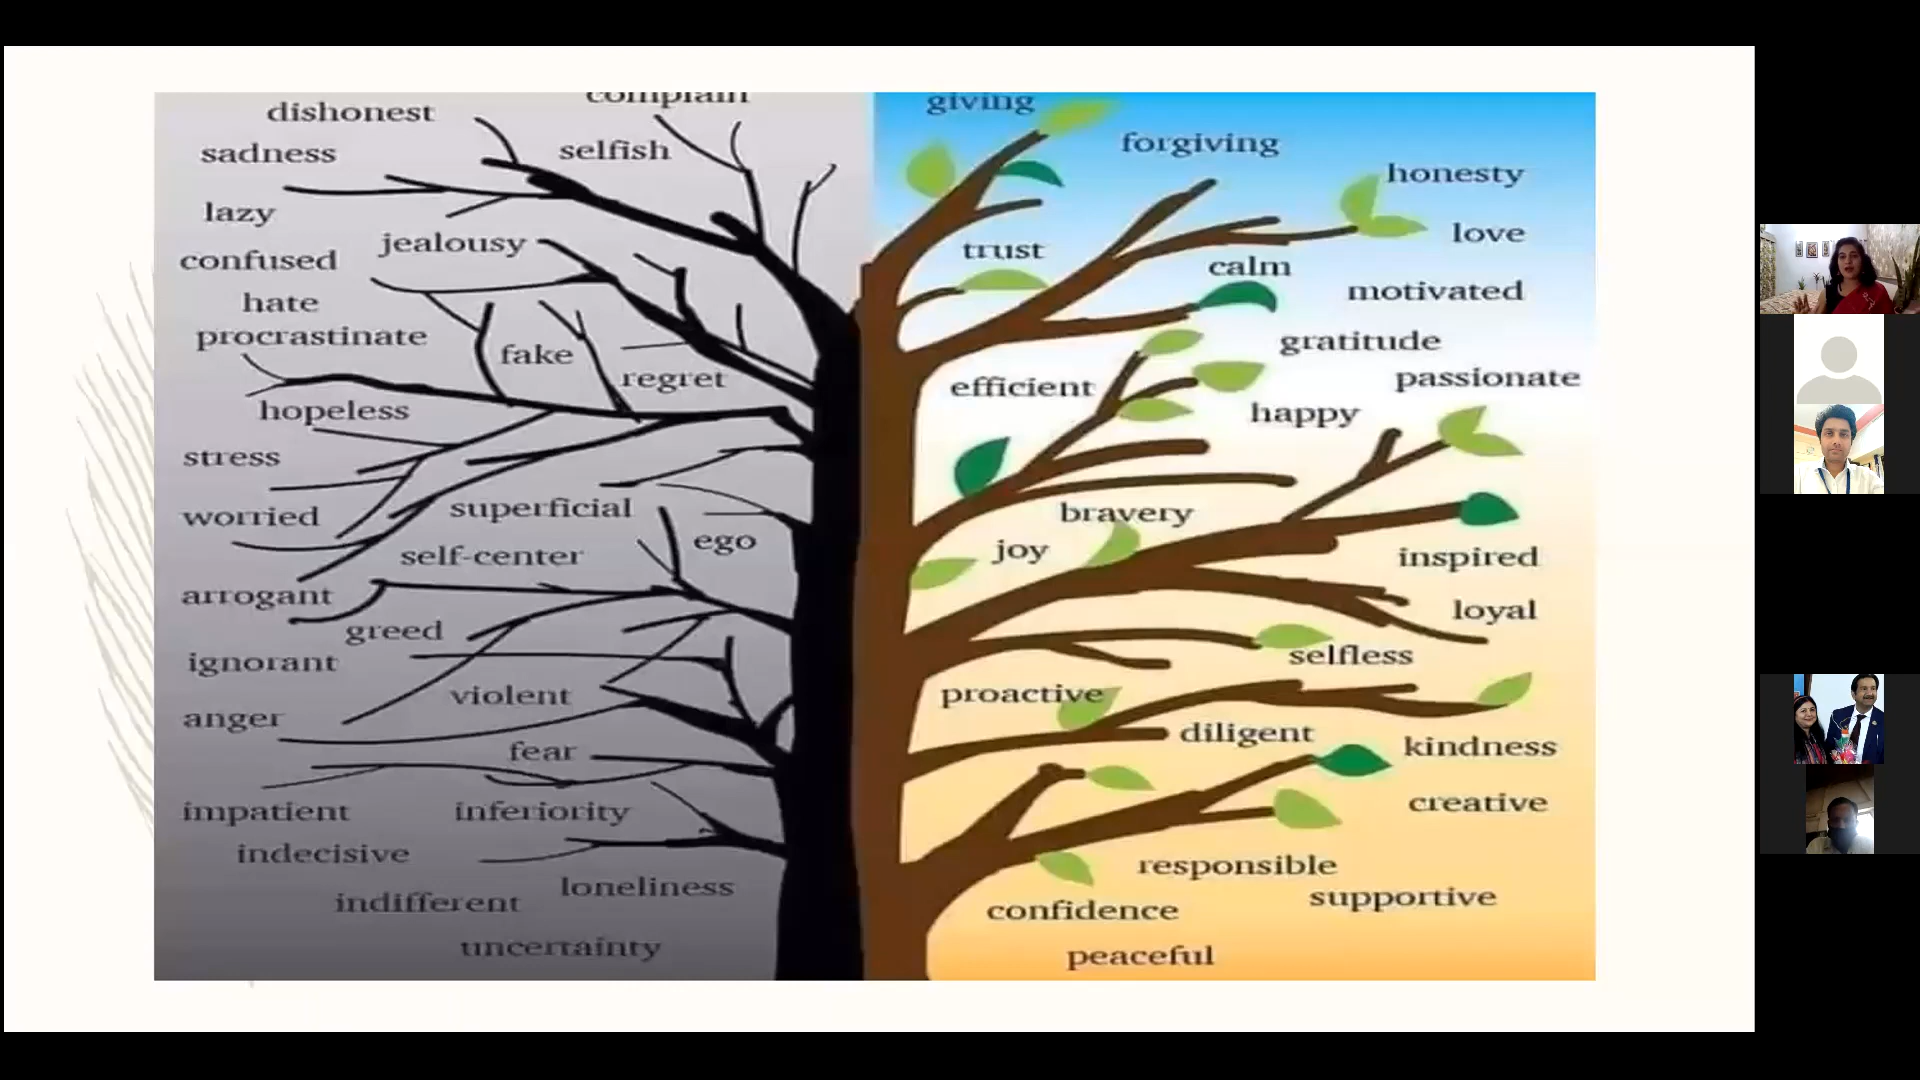 complain
dishonest
selfish
sadness
lazy
jealousy
confused
hate
procrastinate
fake
regret
hopeless
stress
superficial
worried
ego
self-center
arrogant
greed
ignorant
violent
anger
fear
impatient
inferiority
indecisive
loneliness
indifferent
uncertainty
giving
forgiving
honesty
love
trust
calm
motivated
gratitude
passionate
efficient
happy
bravery
joy
inspired
loyal
selfless
proactive
diligent
kindness
creative
responsible
supportive
confidence
peaceful